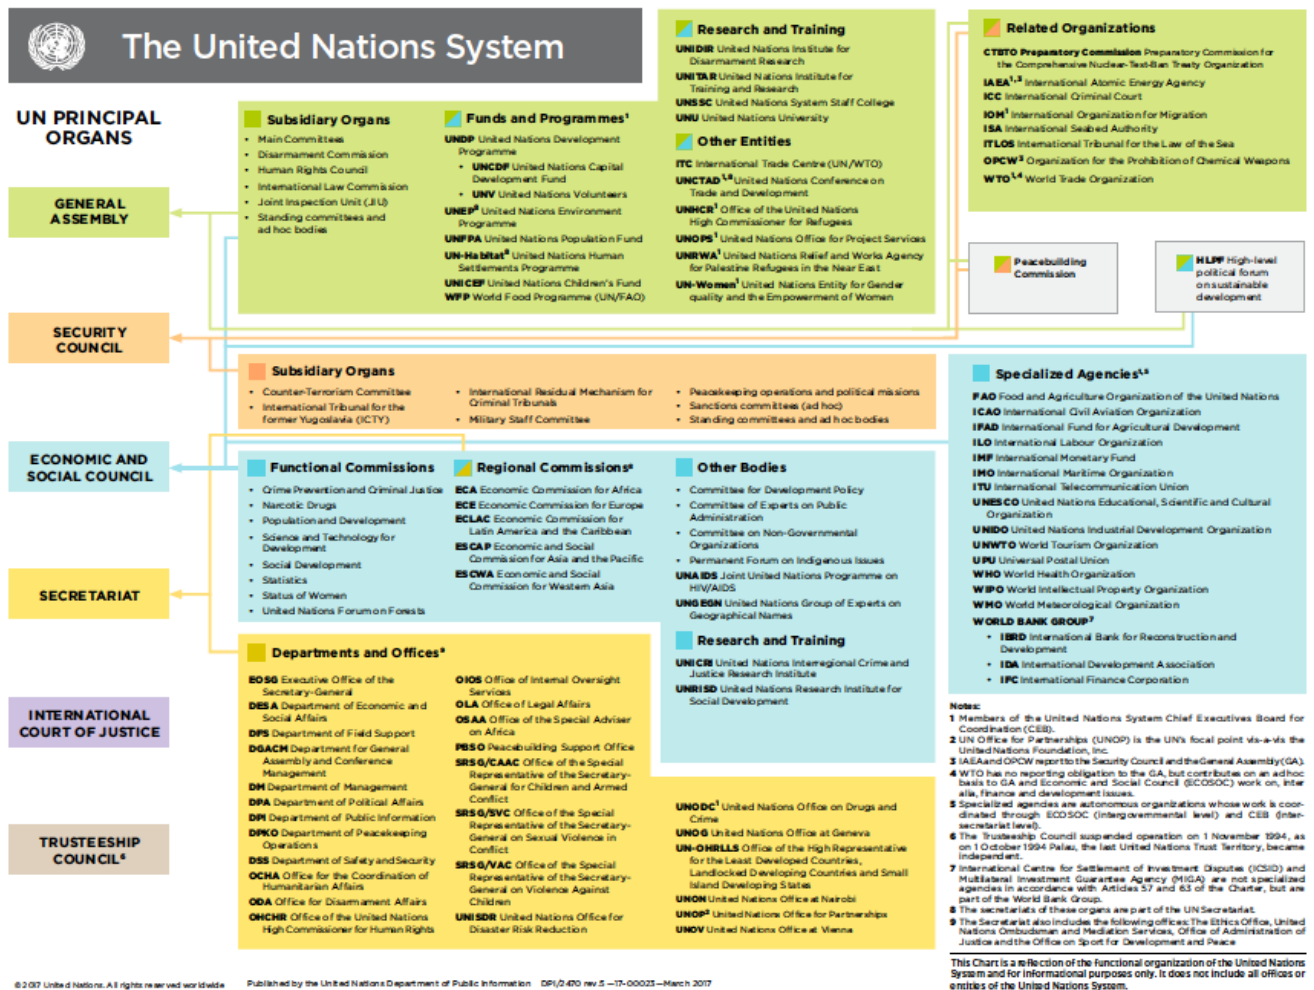 The United Nations System
UN PRINCIPAL
ORGANS
GENERAL
ASSEMBLY
SECURITY
COUNCIL
ECONOMIC AND
SOCIAL COUNCIL
SECRETARIAT
INTERNATIONAL
COURT OF JUSTICE
TRUSTEESHIP
COUNCIL⁶
Subsidiary Organs
• Main Committees
• Disarmament Commission
• Human Rights Council
• International Law Commission
• Joint Inspection Unit (JIU)
• Standing committees and
ad hoc bodies
Funds and Programmes¹
UNDP United Nations Development
Programme
• UNCDF United Nations Capital
Development Fund
• UNV United Nations Volunteers
UNEP⁸ United Nations Environment
Programme
UNFPA United Nations Population Fund
UN-Habitat⁸ United Nations Human
Settlements Programme
UNICEF United Nations Children's Fund
WFP World Food Programme (UN/FAO)
Research and Training
UNIDIR United Nations Institute for
Disarmament Research
UNITAR United Nations Institute for
Training and Research
UNSSC United Nations System Staff College
UNU United Nations University
Other Entities
ITC International Trade Centre (UN/WTO)
UNCTAD¹,⁸ United Nations Conference on
Trade and Development
UNHCR¹ Office of the United Nations
High Commissioner for Refugees
UNOPS¹ United Nations Office for Project Services
UNRWA¹ United Nations Relief and Works Agency
for Palestine Refugees in the Near East
UN-Women¹ United Nations Entity for Gender
quality and the Empowerment of Women
Related Organizations
CTBTO Preparatory Commission Preparatory Commission for
the Comprehensive Nuclear-Test-Ban Treaty Organization
IAEA¹,³ International Atomic Energy Agency
ICC International Criminal Court
IOM¹ International Organization for Migration
ISA International Seabed Authority
ITLOS International Tribunal for the Law of the Sea
OPCW³ Organization for the Prohibition of Chemical Weapons
WTO¹,⁴ World Trade Organization
Peacebuilding
Commission
HLPF High-level
political forum
on sustainable
development
Subsidiary Organs
• Counter-Terrorism Committee
• International Tribunal for the
former Yugoslavia (ICTY)
• International Residual Mechanism for
Criminal Tribunals
• Military Staff Committee
• Peacekeeping operations and political missions
• Sanctions committees (ad hoc)
• Standing committees and ad hoc bodies
Functional Commissions
• Crime Prevention and Criminal Justice
• Narcotic Drugs
• Population and Development
• Science and Technology for
Development
• Social Development
• Statistics
• Status of Women
• United Nations Forum on Forests
Regional Commissions⁸
ECA Economic Commission for Africa
ECE Economic Commission for Europe
ECLAC Economic Commission for
Latin America and the Caribbean
ESCAP Economic and Social
Commission for Asia and the Pacific
ESCWA Economic and Social
Commission for Western Asia
Other Bodies
• Committee for Development Policy
• Committee of Experts on Public
Administration
• Committee on Non-Governmental
Organizations
• Permanent Forum on Indigenous Issues
UNAIDS Joint United Nations Programme on
HIV/AIDS
UNGEGN United Nations Group of Experts on
Geographical Names
Research and Training
UNICRI United Nations Interregional Crime and
Justice Research Institute
UNRISD United Nations Research Institute for
Social Development
Specialized Agencies¹,⁵
FAO Food and Agriculture Organization of the United Nations
ICAO International Civil Aviation Organization
IFAD International Fund for Agricultural Development
ILO International Labour Organization
IMF International Monetary Fund
IMO International Maritime Organization
ITU International Telecommunication Union
UNESCO United Nations Educational, Scientific and Cultural
Organization
UNIDO United Nations Industrial Development Organization
UNWTO World Tourism Organization
UPU Universal Postal Union
WHO World Health Organization
WIPO World Intellectual Property Organization
WMO World Meteorological Organization
WORLD BANK GROUP⁷
• IBRD International Bank for Reconstruction and
Development
• IDA International Development Association
• IFC International Finance Corporation
Departments and Offices⁹
EOSG Executive Office of the
Secretary-General
DESA Department of Economic and
Social Affairs
DFS Department of Field Support
DGACM Department for General
Assembly and Conference
Management
DM Department of Management
DPA Department of Political Affairs
DPI Department of Public Information
DPKO Department of Peacekeeping
Operations
DSS Department of Safety and Security
OCHA Office for the Coordination of
Humanitarian Affairs
ODA Office for Disarmament Affairs
OHCHR Office of the United Nations
High Commissioner for Human Rights
OIOS Office of Internal Oversight
Services
OLA Office of Legal Affairs
OSAA Office of the Special Adviser
on Africa
PBSO Peacebuilding Support Office
SRSG/CAAC Office of the Special
Representative of the Secretary-
General for Children and Armed
Conflict
SRSG/SVC Office of the Special
Representative of the Secretary-
General on Sexual Violence in
Conflict
SRSG/VAC Office of the Special
Representative of the Secretary-
General on Violence Against
Children
UNISDR United Nations Office for
Disaster Risk Reduction
UNODC¹ United Nations Office on Drugs and
Crime
UNOG United Nations Office at Geneva
UN-OHRLLS Office of the High Representative
for the Least Developed Countries,
Landlocked Developing Countries and Small
Island Developing States
UNON United Nations Office at Nairobi
UNOP² United Nations Office for Partnerships
UNOV United Nations Office at Vienna
Notes:
1 Members of the United Nations System Chief Executives Board for
Coordination (CEB).
2 UN Office for Partnerships (UNOP) is the UN's focal point vis-a-vis the
United Nations Foundation, Inc.
3 IAEA and OPCW report to the Security Council and the General Assembly (GA).
4 WTO has no reporting obligation to the GA, but contributes on an ad hoc
basis to GA and Economic and Social Council (ECOSOC) work on, inter
alia, finance and development issues.
5 Specialized agencies are autonomous organizations whose work is coor-
dinated through ECOSOC (intergovernmental level) and CEB (inter-
secretariat level).
6 The Trusteeship Council suspended operation on 1 November 1994, as
on 1 October 1994 Palau, the last United Nations Trust Territory, became
independent.
7 International Centre for Settlement of Investment Disputes (ICSID) and
Multilateral Investment Guarantee Agency (MIGA) are not specialized
agencies in accordance with Articles 57 and 63 of the Charter, but are
part of the World Bank Group.
8 The secretariats of these organs are part of the UN Secretariat.
9 The Secretariat also includes the following offices: The Ethics Office, United
Nations Ombudsman and Mediation Services, Office of Administration of
Justice and the Office on Sport for Development and Peace
This Chart is a reflection of the functional organization of the United Nations
System and for informational purposes only. It does not include all offices or
entities of the United Nations System.
© 2017 United Nations. All rights reserved worldwide
Published by the United Nations Department of Public Information DPI/2470 rev.5 —17-00023—March 2017